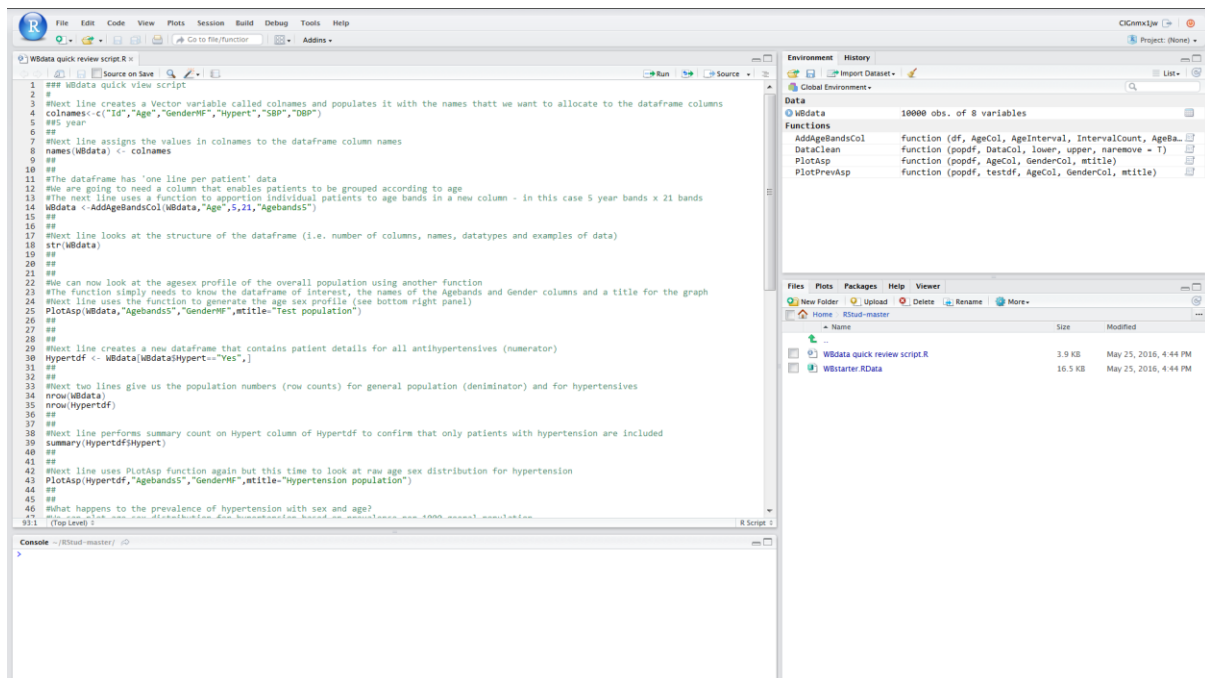 File Edit Code View Plots Session Build Debug Tools Help
CIGnmx1jw
Go to file/function Addins
Project: (None)
WBdata quick review script.R
Source on Save Run Source
1 ### WBdata quick view script
2 #
3 #Next line creates a Vector variable called colnames and populates it with the names thatt we want to allocate to the dataframe columns
4 colnames<-c("Id","Age","GenderMF","Hypert","SBP","DBP")
5 ##5 year
6 ##
7 #Next line assigns the values in colnames to the dataframe column names
8 names(WBdata) <- colnames
9 ##
10 ##
11 #The dataframe has 'one line per patient' data
12 #We are going to need a column that enables patients to be grouped according to age
13 #The next line uses a function to apportion individual patients to age bands in a new column - in this case 5 year bands x 21 bands
14 WBdata <-AddAgeBandsCol(WBdata,"Age",5,21,"Agebands5")
15 ##
16 ##
17 #Next line looks at the structure of the dataframe (i.e. number of columns, names, datatypes and examples of data)
18 str(WBdata)
19 ##
20 ##
21 ##
22 #We can now look at the agesex profile of the overall population using another function
23 #The function simply needs to know the dataframe of interest, the names of the Agebands and Gender columns and a title for the graph
24 #Next line uses the function to generate the age sex profile (see bottom right panel)
25 PlotAsp(WBdata,"Agebands5","GenderMF",mtitle="Test population")
26 ##
27 ##
28 ##
29 #Next line creates a new dataframe that contains patient details for all antihypertensives (numerator)
30 Hypertdf <- WBdata[WBdata$Hypert=="Yes",]
31 ##
32 ##
33 #Next two lines give us the population numbers (row counts) for general population (deniminator) and for hypertensives
34 nrow(WBdata)
35 nrow(Hypertdf)
36 ##
37 ##
38 #Next line performs summary count on Hypert column of Hypertdf to confirm that only patients with hypertension are included
39 summary(Hypertdf$Hypert)
40 ##
41 ##
42 #Next line uses PLotAsp function again but this time to look at raw age sex distribution for hypertension
43 PlotAsp(Hypertdf,"Agebands5","GenderMF",mtitle="Hypertension population")
44 ##
45 ##
46 #What happens to the prevalence of hypertension with sex and age?
93:1 (Top Level) R Script
Console ~/RStud-master/
>
Environment History
Import Dataset List
Global Environment
Data
WBdata 10000 obs. of 8 variables
Functions
AddAgeBandsCol function (df, AgeCol, AgeInterval, IntervalCount, AgeBa…
DataClean function (popdf, DataCol, lower, upper, naremove = T)
PlotAsp function (popdf, AgeCol, GenderCol, mtitle)
PlotPrevAsp function (popdf, testdf, AgeCol, GenderCol, mtitle)
Files Plots Packages Help Viewer
New Folder Upload Delete Rename More
Home RStud-master
Name Size Modified
..
WBdata quick review script.R 3.9 KB May 25, 2016, 4:44 PM
WBstarter.RData 16.5 KB May 25, 2016, 4:44 PM